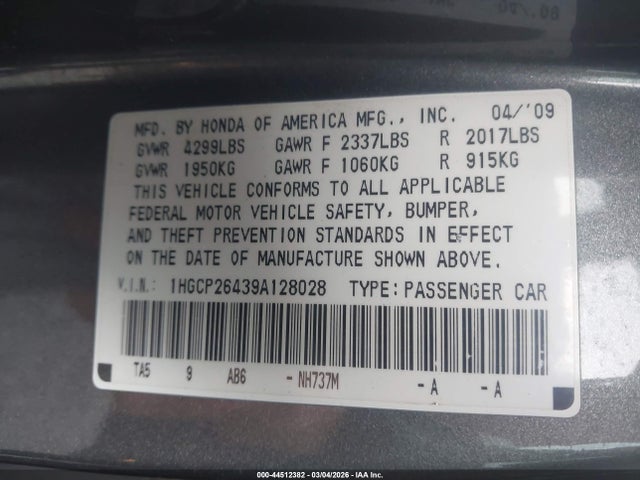 MFD. BY HONDA OF AMERICA MFG., INC. 04/'09
GVWR 4299LBS GAWR F 2337LBS R 2017LBS
GVWR 1950KG GAWR F 1060KG R 915KG
THIS VEHICLE CONFORMS TO ALL APPLICABLE
FEDERAL MOTOR VEHICLE SAFETY, BUMPER,
AND THEFT PREVENTION STANDARDS IN EFFECT
ON THE DATE OF MANUFACTURE SHOWN ABOVE.
V.I.N.: 1HGCP26439A128028 TYPE: PASSENGER CAR
TA5 9 AB6 -NH737M -A -A
000-44512382 - 03/04/2026 - IAA Inc.